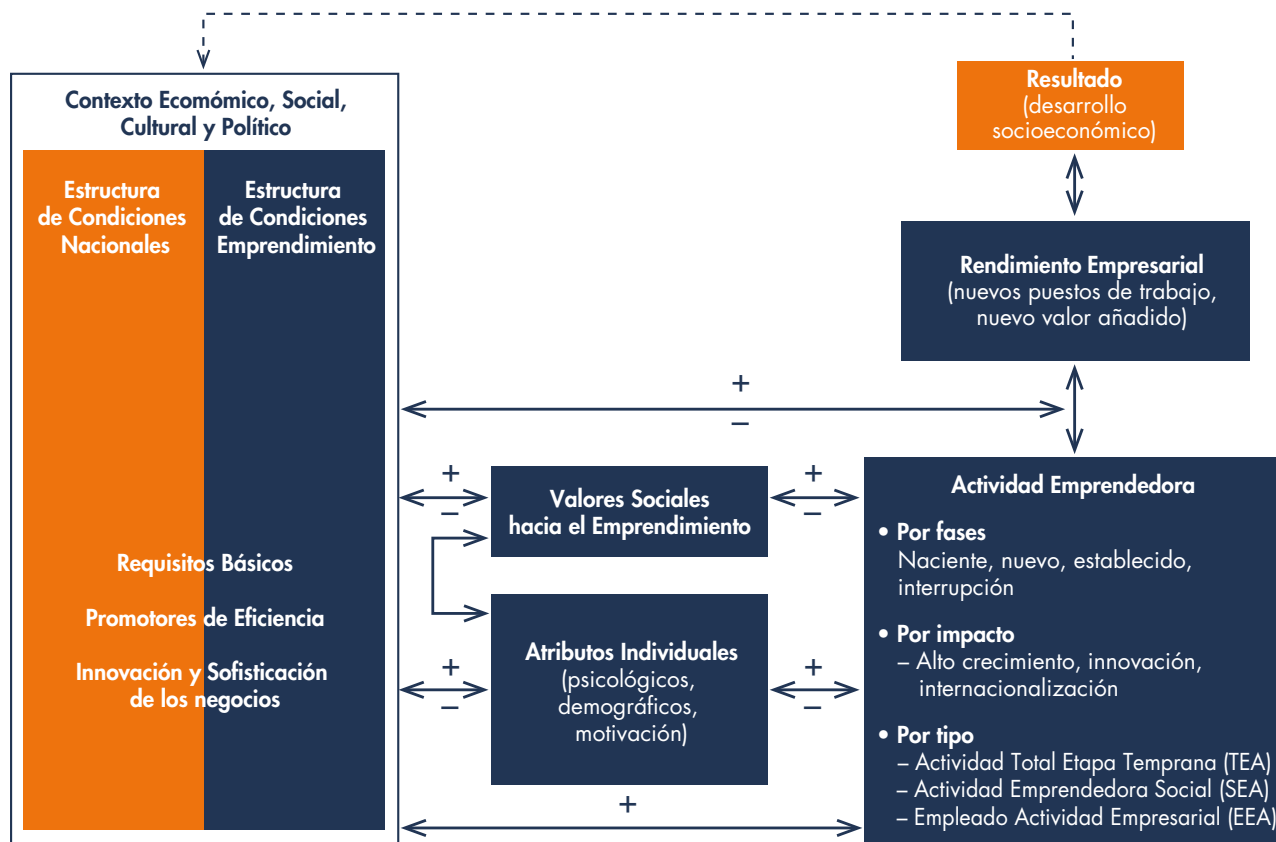 Contexto Económico, Social,
Cultural y Político
Estructura
de Condiciones
Nacionales
Estructura
de Condiciones
Emprendimiento
Requisitos Básicos
Promotores de Eficiencia
Innovación y Sofisticación
de los negocios
Resultado
(desarrollo
socioeconómico)
Rendimiento Empresarial
(nuevos puestos de trabajo,
nuevo valor añadido)
+
–
+
–
Valores Sociales
hacia el Emprendimiento
+
–
+
–
Atributos Individuales
(psicológicos,
demográficos,
motivación)
+
–
+
Actividad Emprendedora
• Por fases
Naciente, nuevo, establecido,
interrupción
• Por impacto
– Alto crecimiento, innovación,
internacionalización
• Por tipo
– Actividad Total Etapa Temprana (TEA)
– Actividad Emprendedora Social (SEA)
– Empleado Actividad Empresarial (EEA)